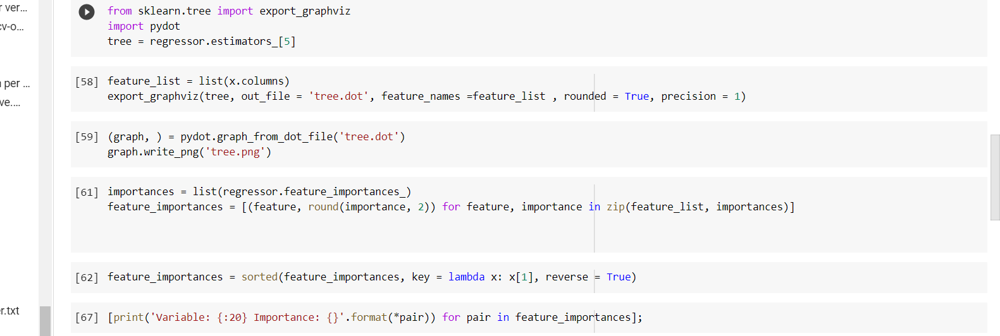 r ver...
from sklearn.tree import export_graphviz
cv-o...
import pydot
tree = regressor.estimators_[5]
[58] feature_list = list(x.columns)
per ...
export_graphviz(tree, out_file = 'tree.dot', feature_names =feature_list , rounded = True, precision = 1)
ve....
[59] (graph, ) = pydot.graph_from_dot_file('tree.dot')
graph.write_png('tree.png')
[61] importances = list(regressor.feature_importances_)
feature_importances = [(feature, round(importance, 2)) for feature, importance in zip(feature_list, importances)]
[62] feature_importances = sorted(feature_importances, key = lambda x: x[1], reverse = True)
r.txt
[67] [print('Variable: {:20} Importance: {}'.format(*pair)) for pair in feature_importances];